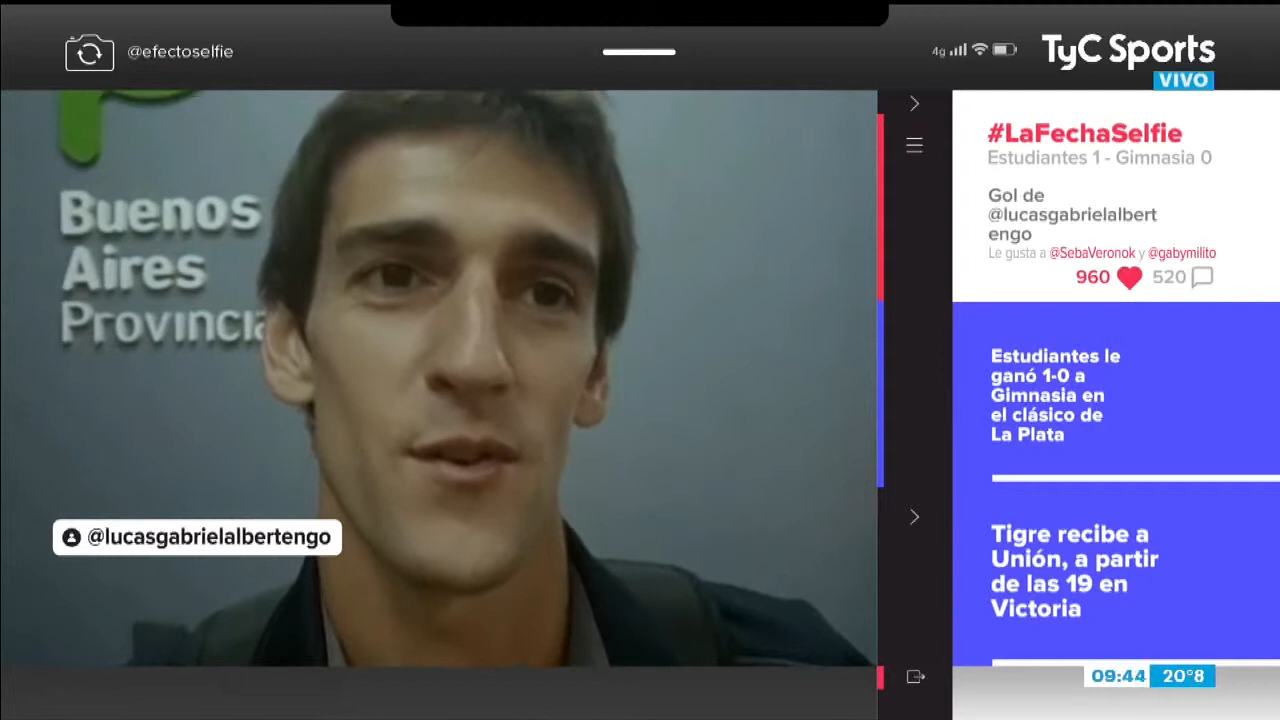 @efectoselfie
4g
TyC Sports
VIVO
Buenos
Aires
Provincia
@lucasgabrielalbertengo
#LaFechaSelfie
Estudiantes 1 - Gimnasia 0
Gol de
@lucasgabrielalbert
engo
Le gusta a @SebaVeronok y @gabymilito
960 520
Estudiantes le
ganó 1-0 a
Gimnasia en
el clásico de
La Plata
Tigre recibe a
Unión, a partir
de las 19 en
Victoria
09:44 20°8